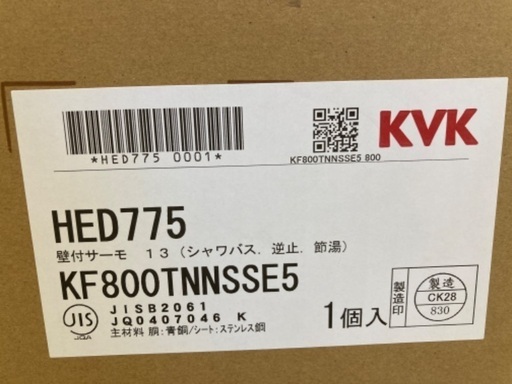 *HED775 0001*
KF800TNNSSE5 800
KVK
HED775
壁付サーモ 13（シャワバス．逆止．節湯）
KF800TNNSSE5
JIS
JQA
JISB2061
JQ0407046 K
主材料 胴：青銅/シート：ステンレス鋼
1個入
製造印
製造
CK28
830